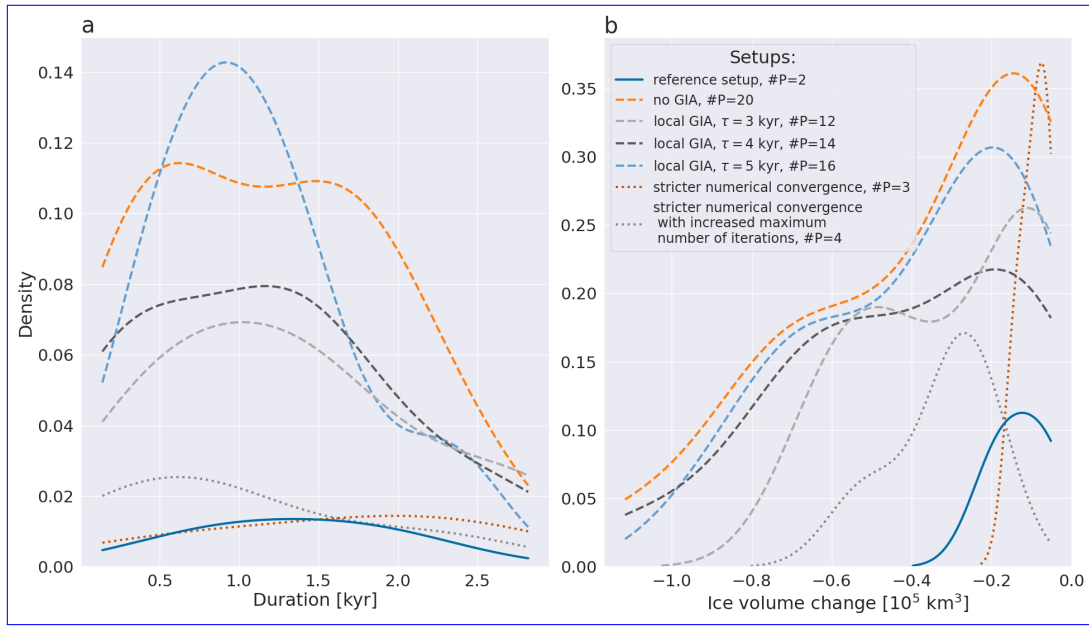 a
0.14
0.12
0.10
0.08
0.06
0.04
0.02
0.00
Density
0.5
1.0
1.5
2.0
2.5
Duration [kyr]
b
0.35
0.30
0.25
0.20
0.15
0.10
0.05
0.00
Setups:
reference setup, #P=2
no GIA, #P=20
local GIA, τ = 3 kyr, #P=12
local GIA, τ = 4 kyr, #P=14
local GIA, τ = 5 kyr, #P=16
stricter numerical convergence, #P=3
stricter numerical convergence
with increased maximum
number of iterations, #P=4
−1.0
−0.8
−0.6
−0.4
−0.2
0.0
Ice volume change [10⁵ km³]